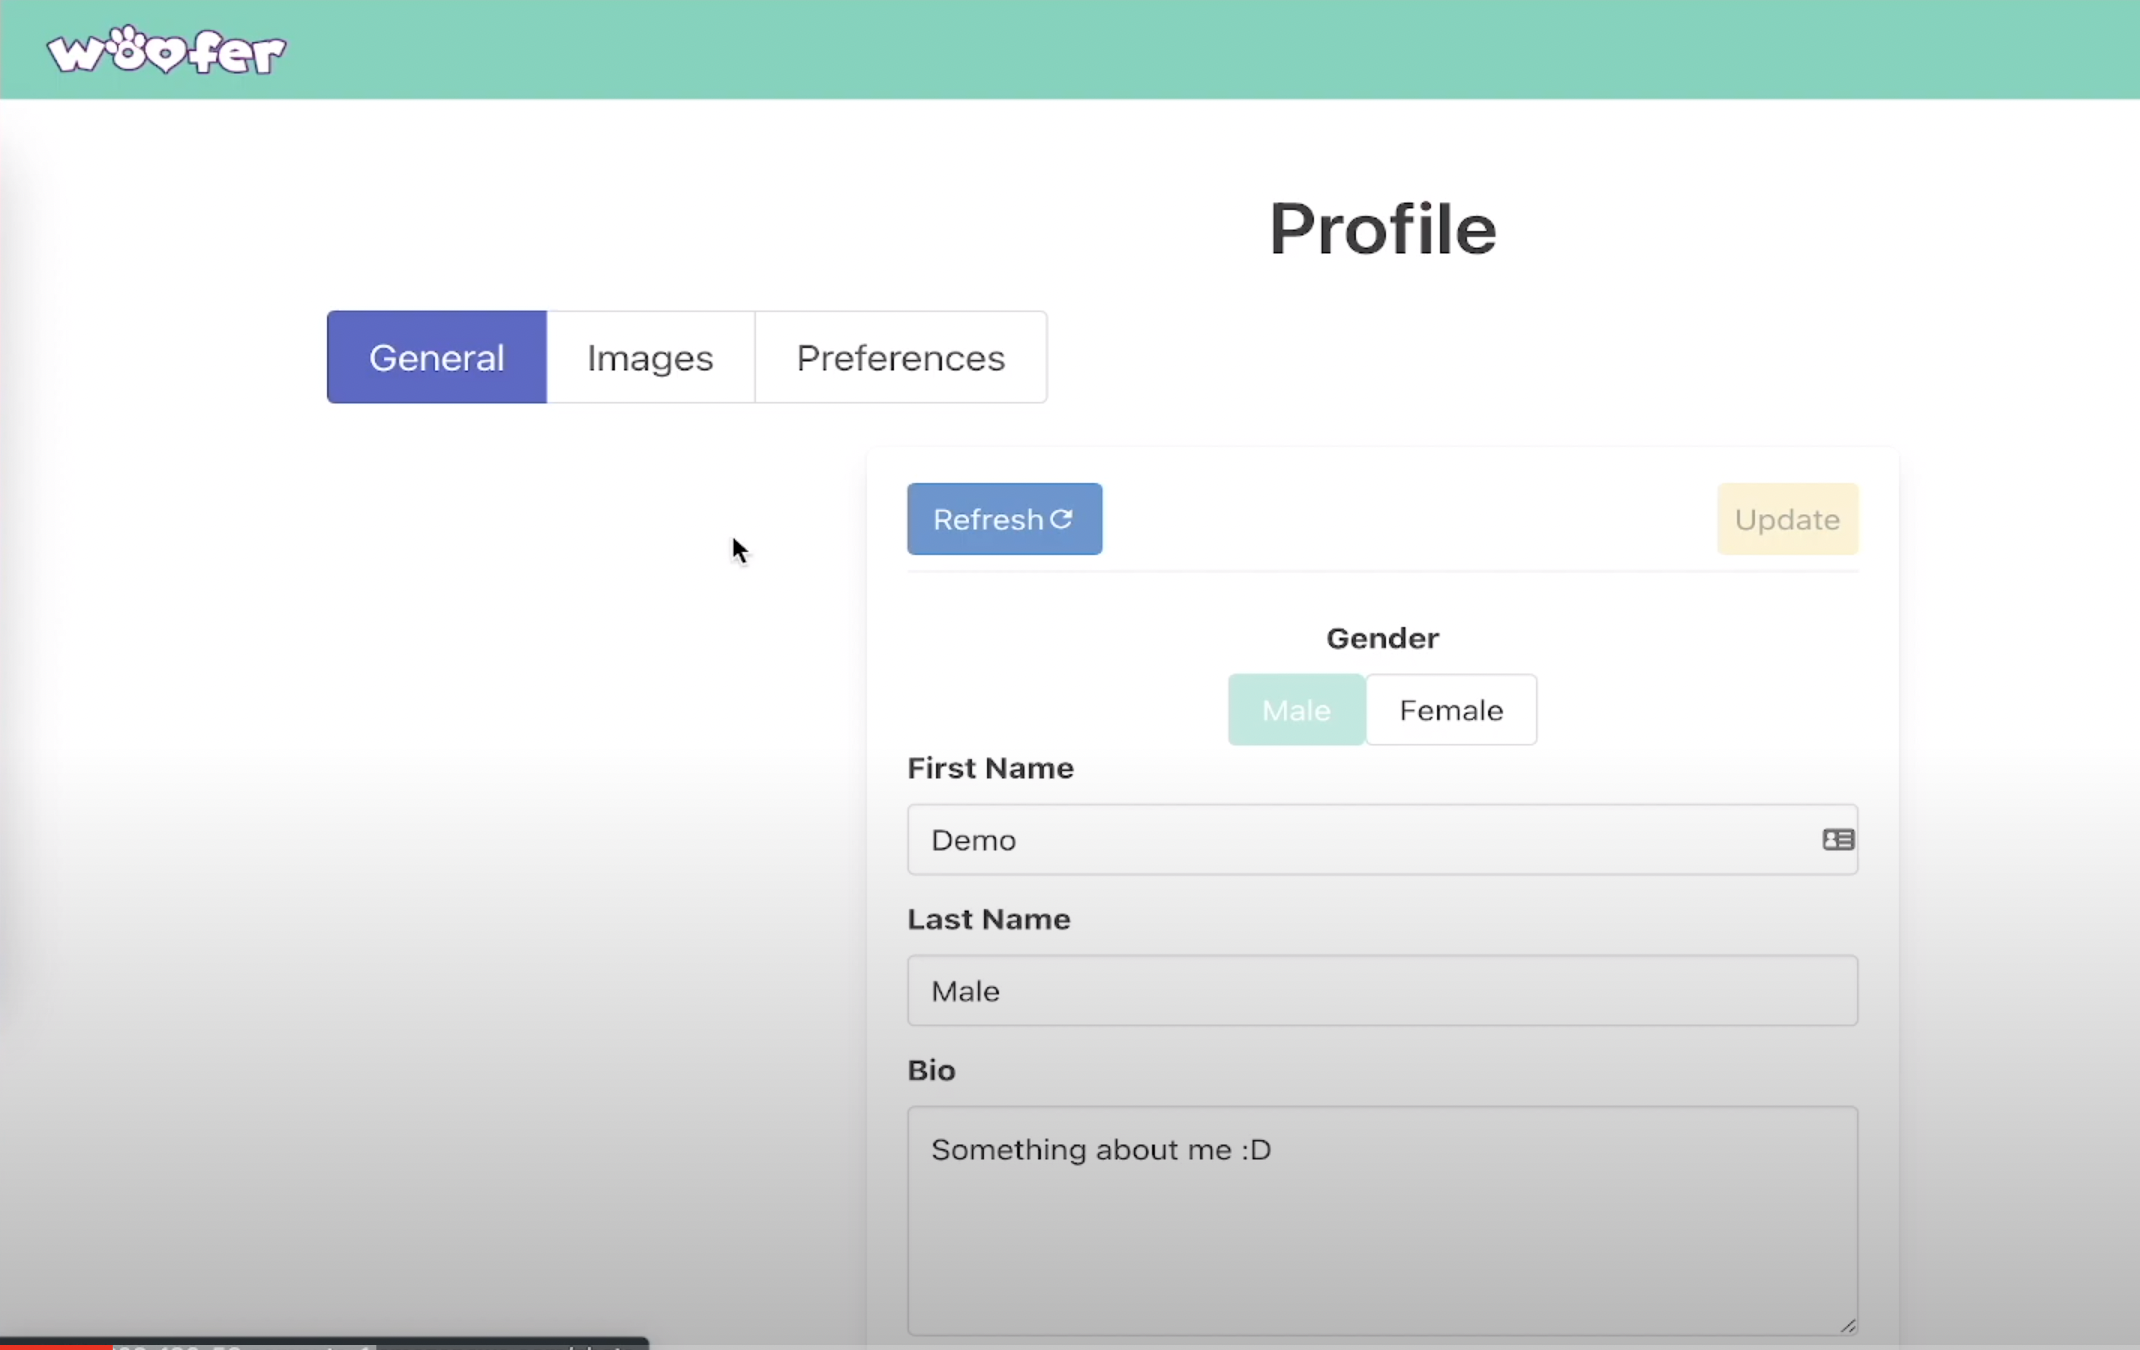 woofer
Profile
General Images Preferences
Refresh Update
Gender
Male Female
First Name
Demo
Last Name
Male
Bio
Something about me :D